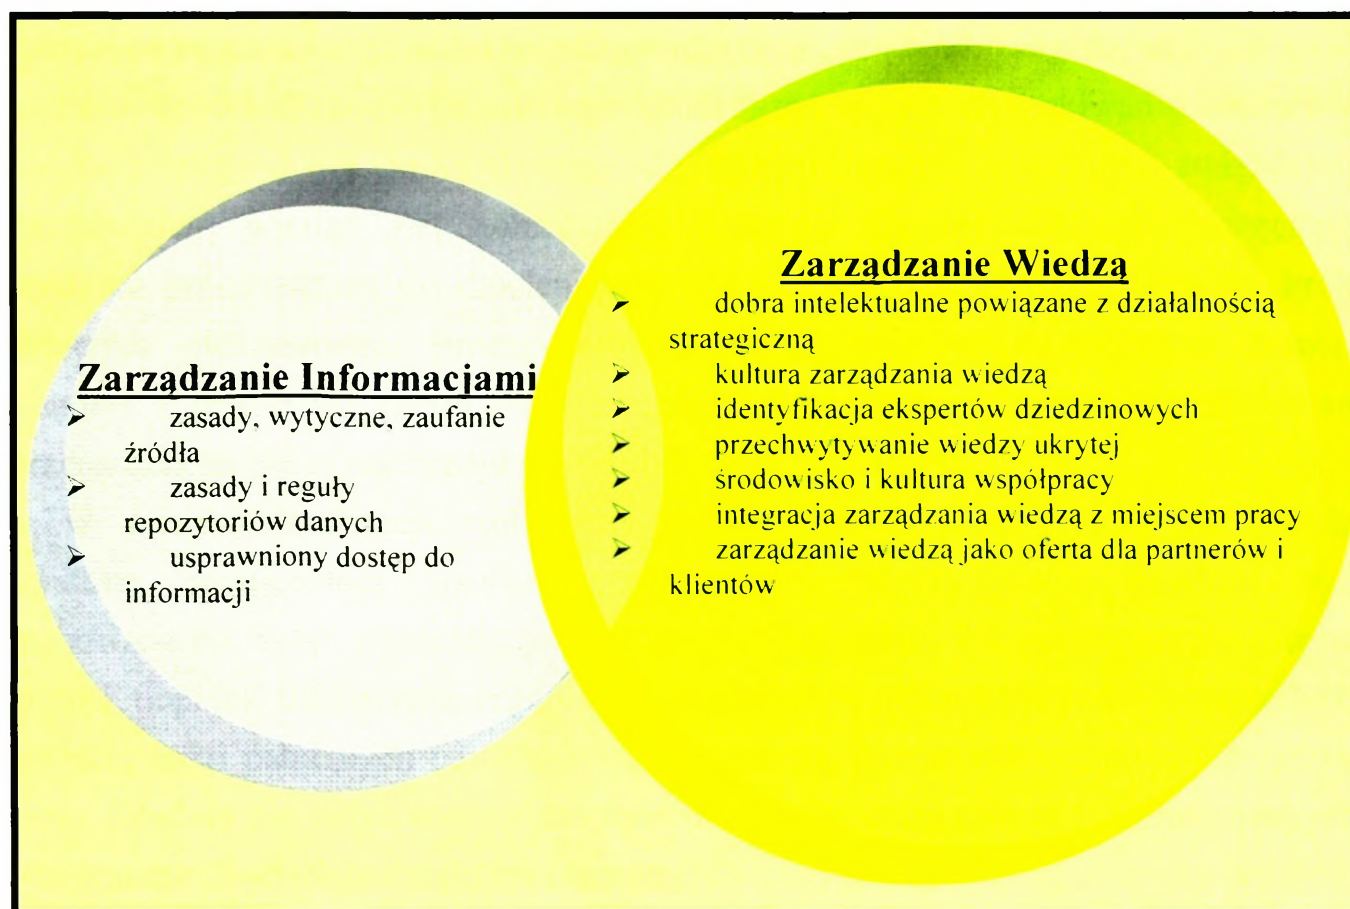 Zarządzanie Informacjami
➢ zasady, wytyczne, zaufanie
źródła
➢ zasady i reguły
repozytoriów danych
➢ usprawniony dostęp do
informacji
Zarządzanie Wiedzą
➢ dobra intelektualne powiązane z działalnością
strategiczną
➢ kultura zarządzania wiedzą
➢ identyfikacja ekspertów dziedzinowych
➢ przechwytywanie wiedzy ukrytej
➢ środowisko i kultura współpracy
➢ integracja zarządzania wiedzą z miejscem pracy
➢ zarządzanie wiedzą jako oferta dla partnerów i
klientów